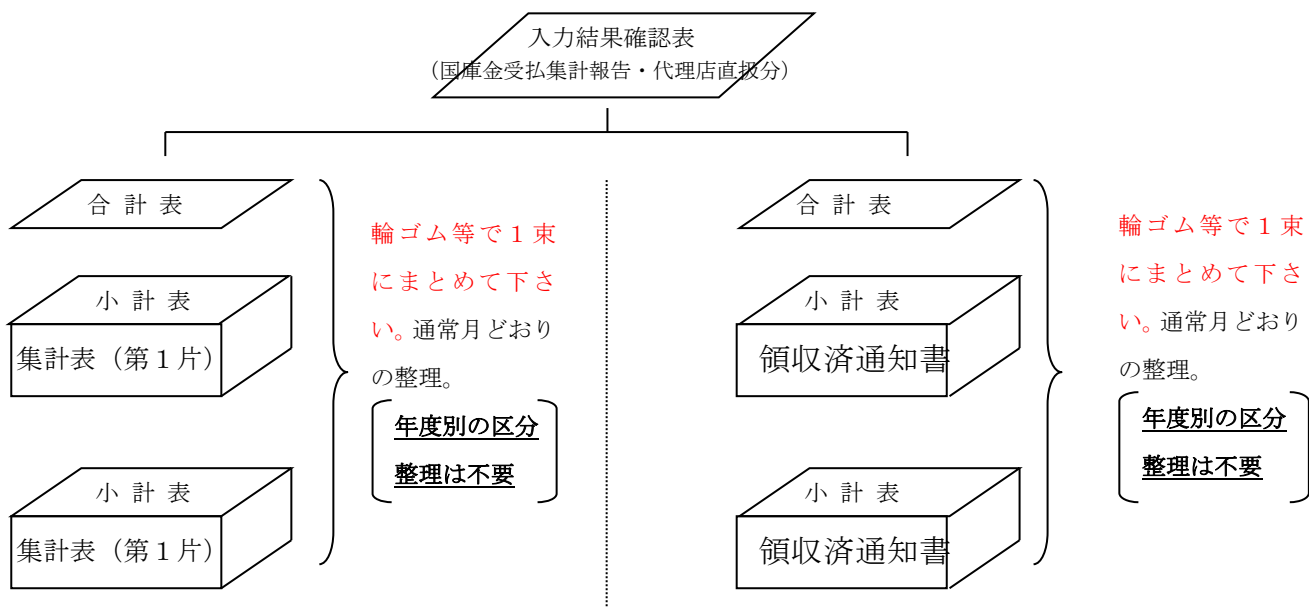 入力結果確認表
（国庫金受払集計報告・代理店直扱分）
合 計 表
小 計 表
集計表（第１片）
小 計 表
集計表（第１片）
輪ゴム等で１束
にまとめて下さ
い。通常月どおり
の整理。
年度別の区分
整理は不要
合 計 表
小 計 表
領収済通知書
小 計 表
領収済通知書
輪ゴム等で１束
にまとめて下さ
い。通常月どおり
の整理。
年度別の区分
整理は不要